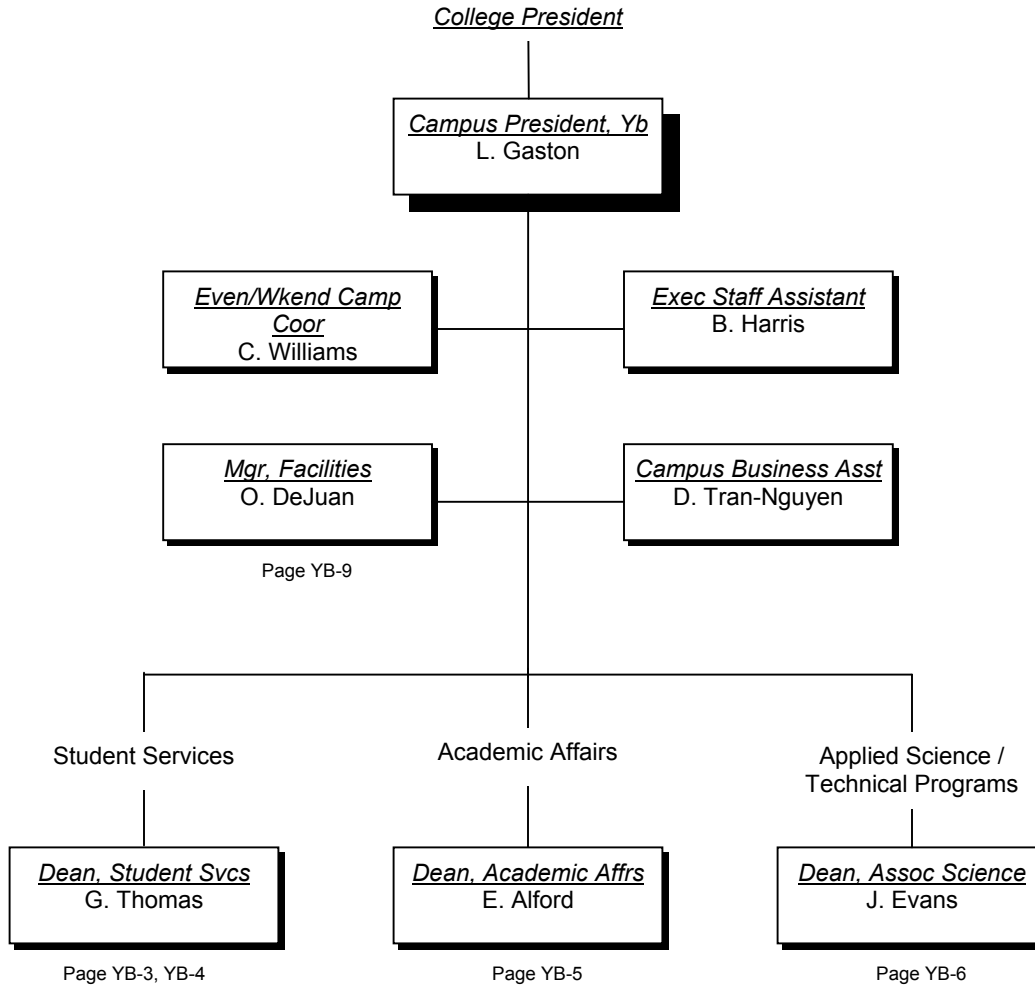 College President
Campus President, Yb
L. Gaston
Even/Wkend Camp
Coor
C. Williams
Exec Staff Assistant
B. Harris
Mgr, Facilities
O. DeJuan
Campus Business Asst
D. Tran-Nguyen
Page YB-9
Student Services
Academic Affairs
Applied Science /
Technical Programs
Dean, Student Svcs
G. Thomas
Dean, Academic Affrs
E. Alford
Dean, Assoc Science
J. Evans
Page YB-3, YB-4
Page YB-5
Page YB-6